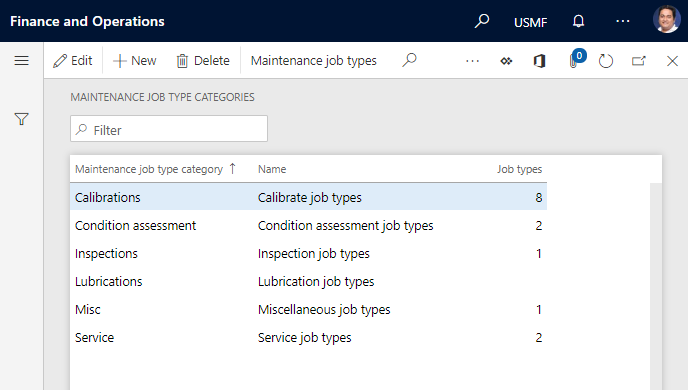 Finance and Operations USMF
Edit New Delete Maintenance job types 0
MAINTENANCE JOB TYPE CATEGORIES
Filter
Maintenance job type category Name Job types
Calibrations Calibrate job types 8
Condition assessment Condition assessment job types 2
Inspections Inspection job types 1
Lubrications Lubrication job types
Misc Miscellaneous job types 1
Service Service job types 2